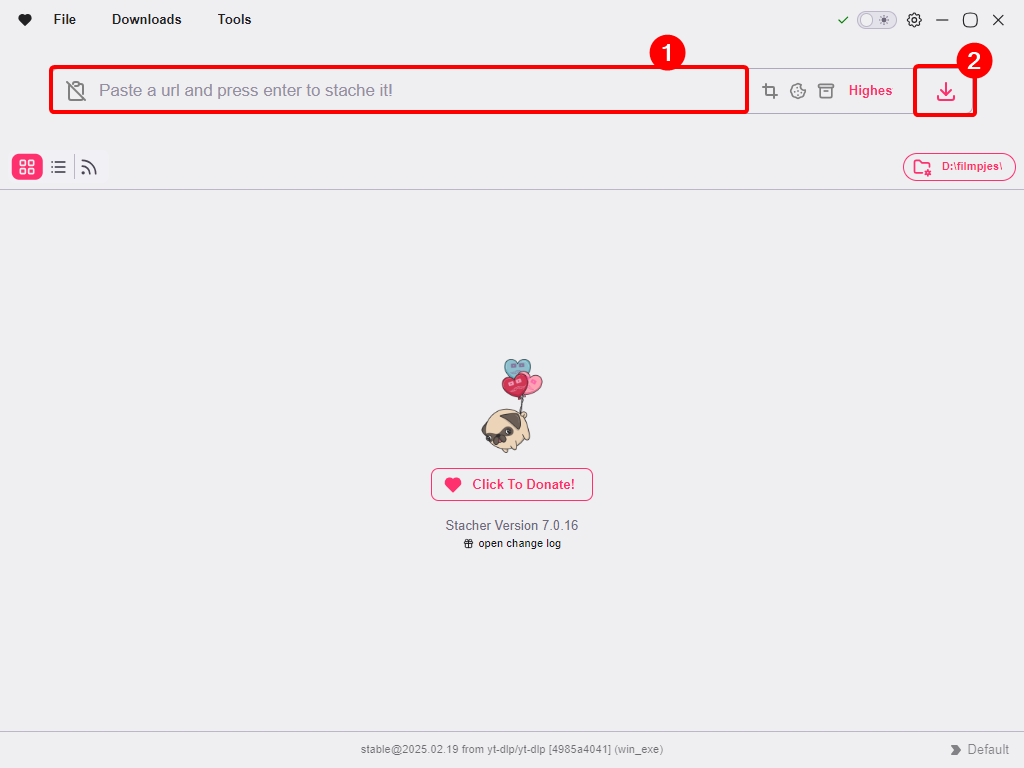 File Downloads Tools
1
2
Paste a url and press enter to stache it!
Highes
D:\filmpjes\
Click To Donate!
Stacher Version 7.0.16
open change log
stable@2025.02.19 from yt-dlp/yt-dlp [4985a4041] (win_exe)
Default